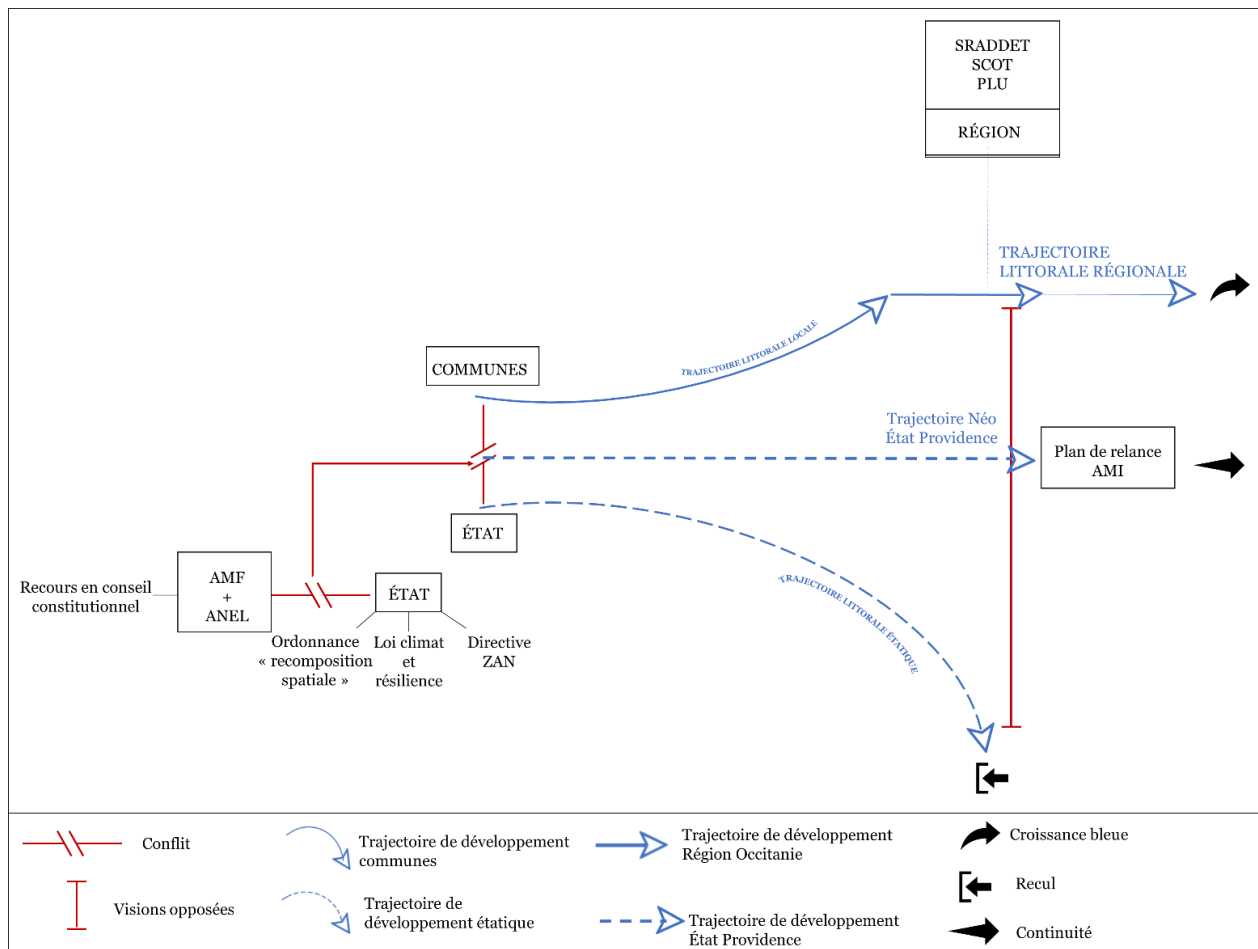 SRADDET
SCOT
PLU
RÉGION
TRAJECTOIRE
LITTORALE RÉGIONALE
TRAJECTOIRE LITTORALE LOCALE
COMMUNES
Trajectoire Néo
État Providence
Plan de relance
AMI
ÉTAT
TRAJECTOIRE LITTORALE ÉTATIQUE
Recours en conseil
constitutionnel
AMF
+
ANEL
ÉTAT
Ordonnance
« recomposition
spatiale »
Loi climat
et
résilience
Directive
ZAN
Conflit
Trajectoire de développement
communes
Trajectoire de développement
Région Occitanie
Croissance bleue
Visions opposées
Trajectoire de
développement étatique
Trajectoire de développement
État Providence
Recul
Continuité